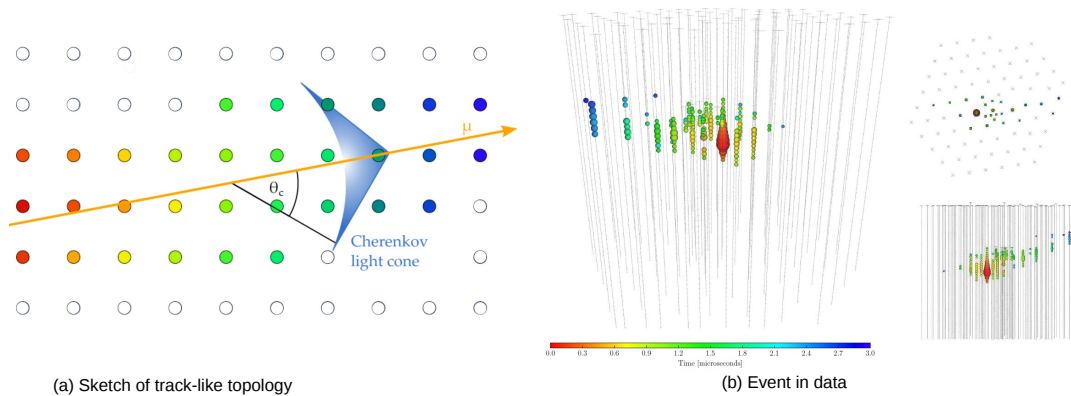 μ
θc
Cherenkov
light cone
0.0 0.3 0.6 0.9 1.2 1.5 1.8 2.1 2.4 2.7 3.0
Time [microseconds]
(a) Sketch of track-like topology
(b) Event in data